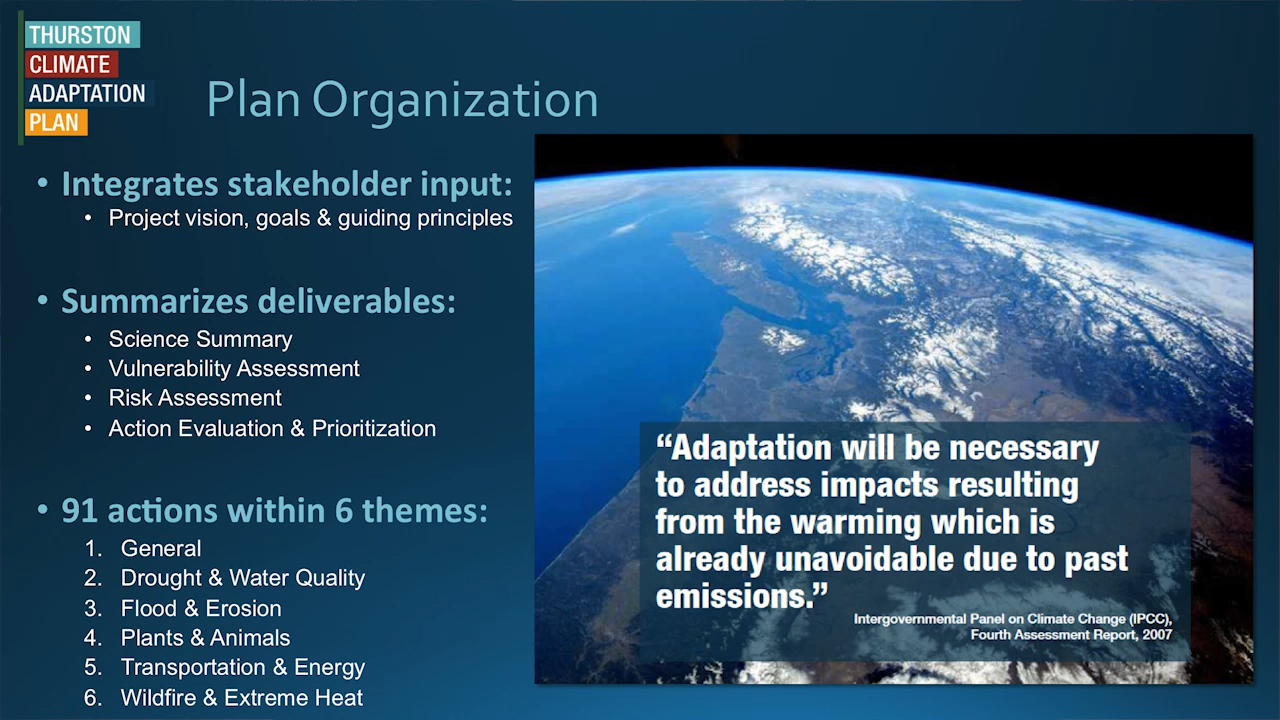 THURSTON
CLIMATE
ADAPTATION
PLAN
Plan Organization
• Integrates stakeholder input:
• Project vision, goals & guiding principles
• Summarizes deliverables:
• Science Summary
• Vulnerability Assessment
• Risk Assessment
• Action Evaluation & Prioritization
• 91 actions within 6 themes:
1. General
2. Drought & Water Quality
3. Flood & Erosion
4. Plants & Animals
5. Transportation & Energy
6. Wildfire & Extreme Heat
“Adaptation will be necessary
to address impacts resulting
from the warming which is
already unavoidable due to past
emissions.”
Intergovernmental Panel on Climate Change (IPCC),
Fourth Assessment Report, 2007